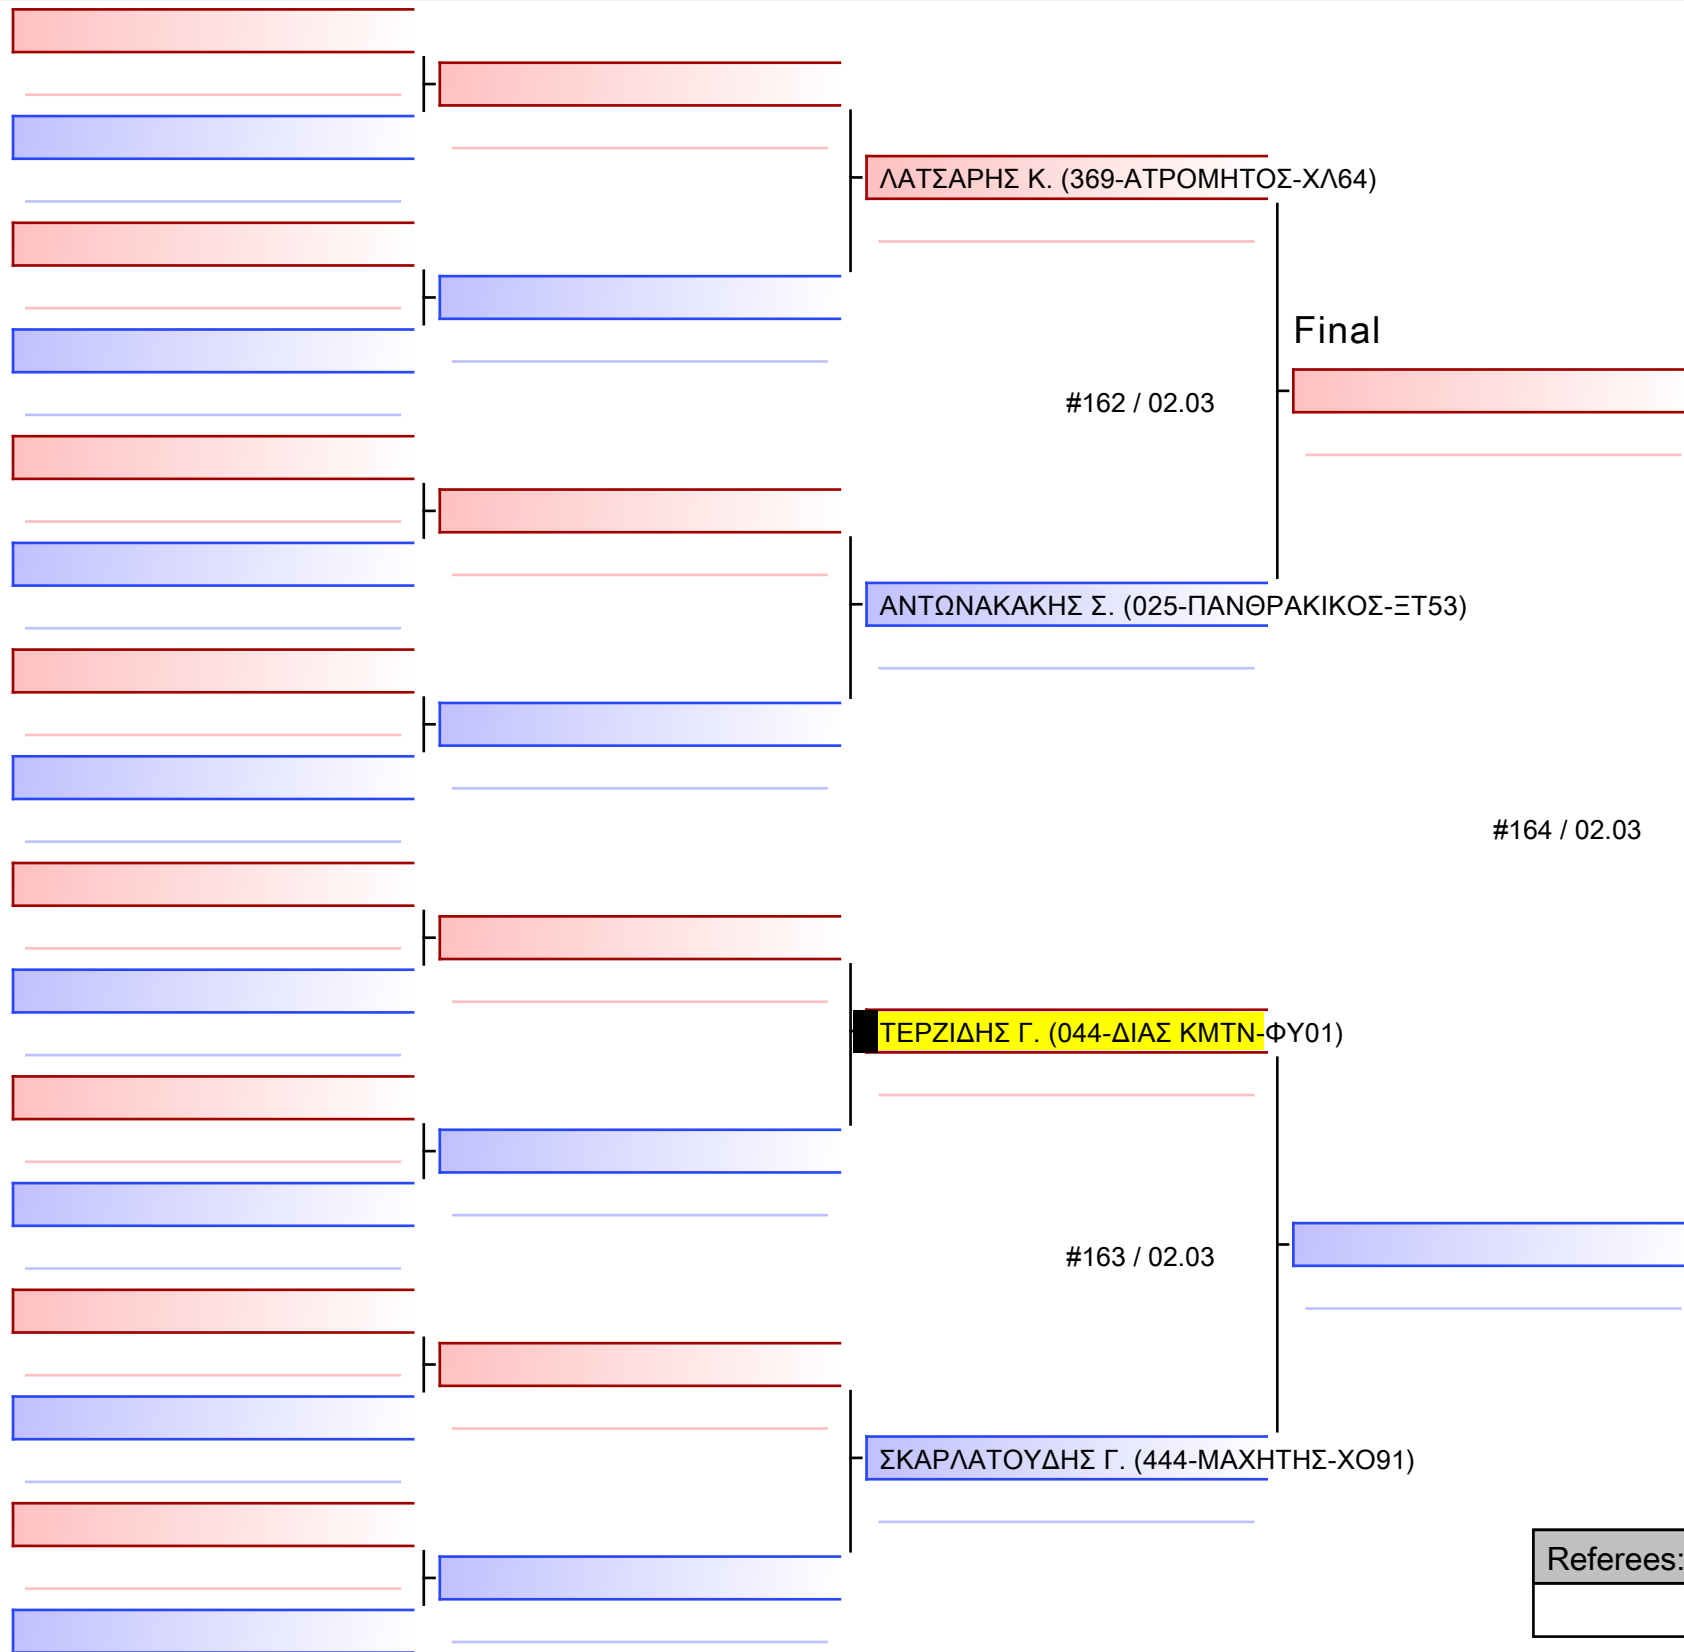 ΛΑΤΣΑΡΗΣ Κ. (369-ΑΤΡΟΜΗΤΟΣ-ΧΛ64)
Final
#162 / 02.03
ΑΝΤΩΝΑΚΑΚΗΣ Σ. (025-ΠΑΝΘΡΑΚΙΚΟΣ-ΞΤ53)
#164 / 02.03
ΤΕΡΖΙΔΗΣ Γ. (044-ΔΙΑΣ ΚΜΤΝ-ΦΥ01)
#163 / 02.03
ΣΚΑΡΛΑΤΟΥΔΗΣ Γ. (444-ΜΑΧΗΤΗΣ-ΧΟ91)
Referees: